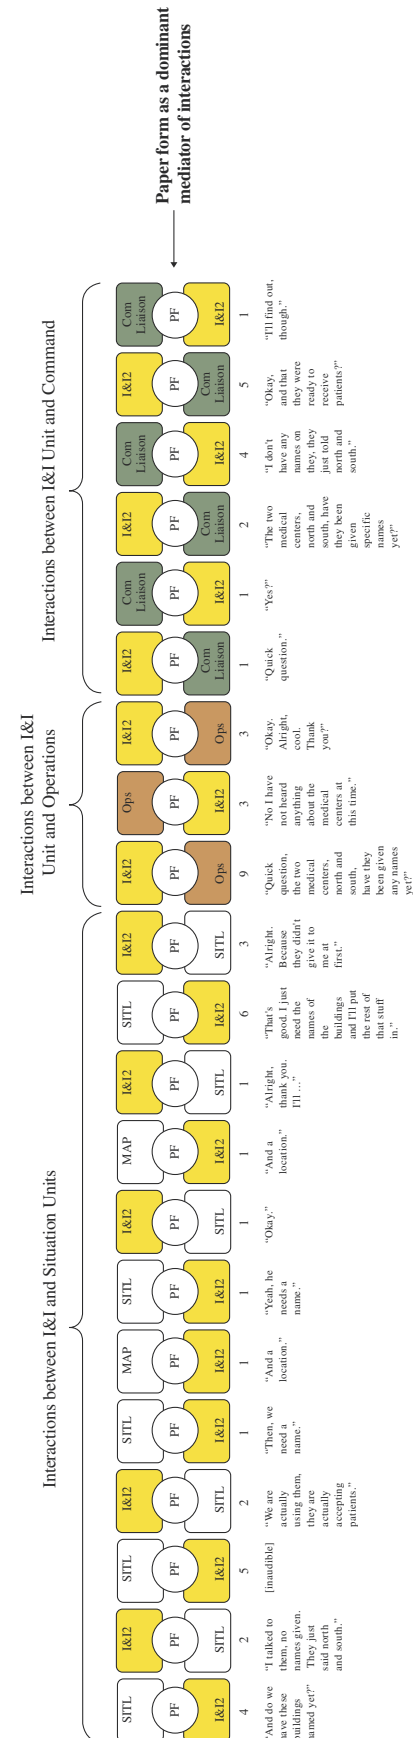 Interactions between I&I and Situation Units
SITL
PF
I&I2
4
“And do we
have these
buildings
named yet?”
I&I2
PF
SITL
2
“I talked to
them, no
names given.
They just
said north
and south.”
SITL
PF
I&I2
5
[inaudible]
I&I2
PF
SITL
2
“We are
actually
using them,
they are
actually
accepting
patients.”
SITL
PF
I&I2
1
“Then, we
need a
name.”
MAP
PF
I&I2
1
“And a
location.”
SITL
PF
I&I2
1
“Yeah, he
needs a
name.”
I&I2
PF
SITL
1
“Okay.”
MAP
PF
I&I2
1
“And a
location.”
I&I2
PF
SITL
1
“Alright,
thank you.
I'll …”
SITL
PF
I&I2
6
“That's
good. I just
need the
names of
the
buildings
and I'll put
the rest of
that stuff
in.”
I&I2
PF
SITL
3
“Alright.
Because
they didn't
give it to
me at
first.”
Interactions between I&I
Unit and Operations
I&I2
PF
Ops
9
“Quick
question,
the two
medical
centers,
north and
south,
have they
been given
any names
yet?”
Ops
PF
I&I2
3
“No I have
not heard
anything
about the
medical
centers at
this time.”
I&I2
PF
Ops
3
“Okay.
Alright,
cool.
Thank
you?”
Interactions between I&I Unit and Command
I&I2
PF
Com
Liaison
1
“Quick
question.”
Com
Liaison
PF
I&I2
1
“Yes?”
I&I2
PF
Com
Liaison
2
“The two
medical
centers,
north and
south, have
they been
given
specific
names
yet?”
Com
Liaison
PF
I&I2
4
“I don't
have any
names on
they, they
just told
north and
south.”
I&I2
PF
Com
Liaison
5
“Okay,
and that
they were
ready to
receive
patients?”
Com
Liaison
PF
I&I2
1
“I'll find out,
though.”
Paper form as a dominant
mediator of interactions